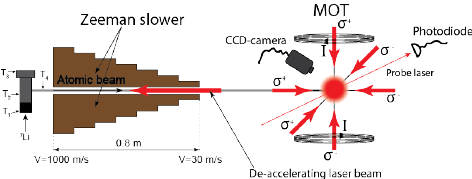 Zeeman slower
MOT
Photodiode
CCD-camera
I
σ⁺
σ⁻
Probe laser
T₃
T₄
Atomic beam
T₂
T₁
σ⁺
σ⁻
⁷Li
0.8 m
σ⁺
σ⁻
I
V=1000 m/s
V=30 m/s
De-accelerating laser beam